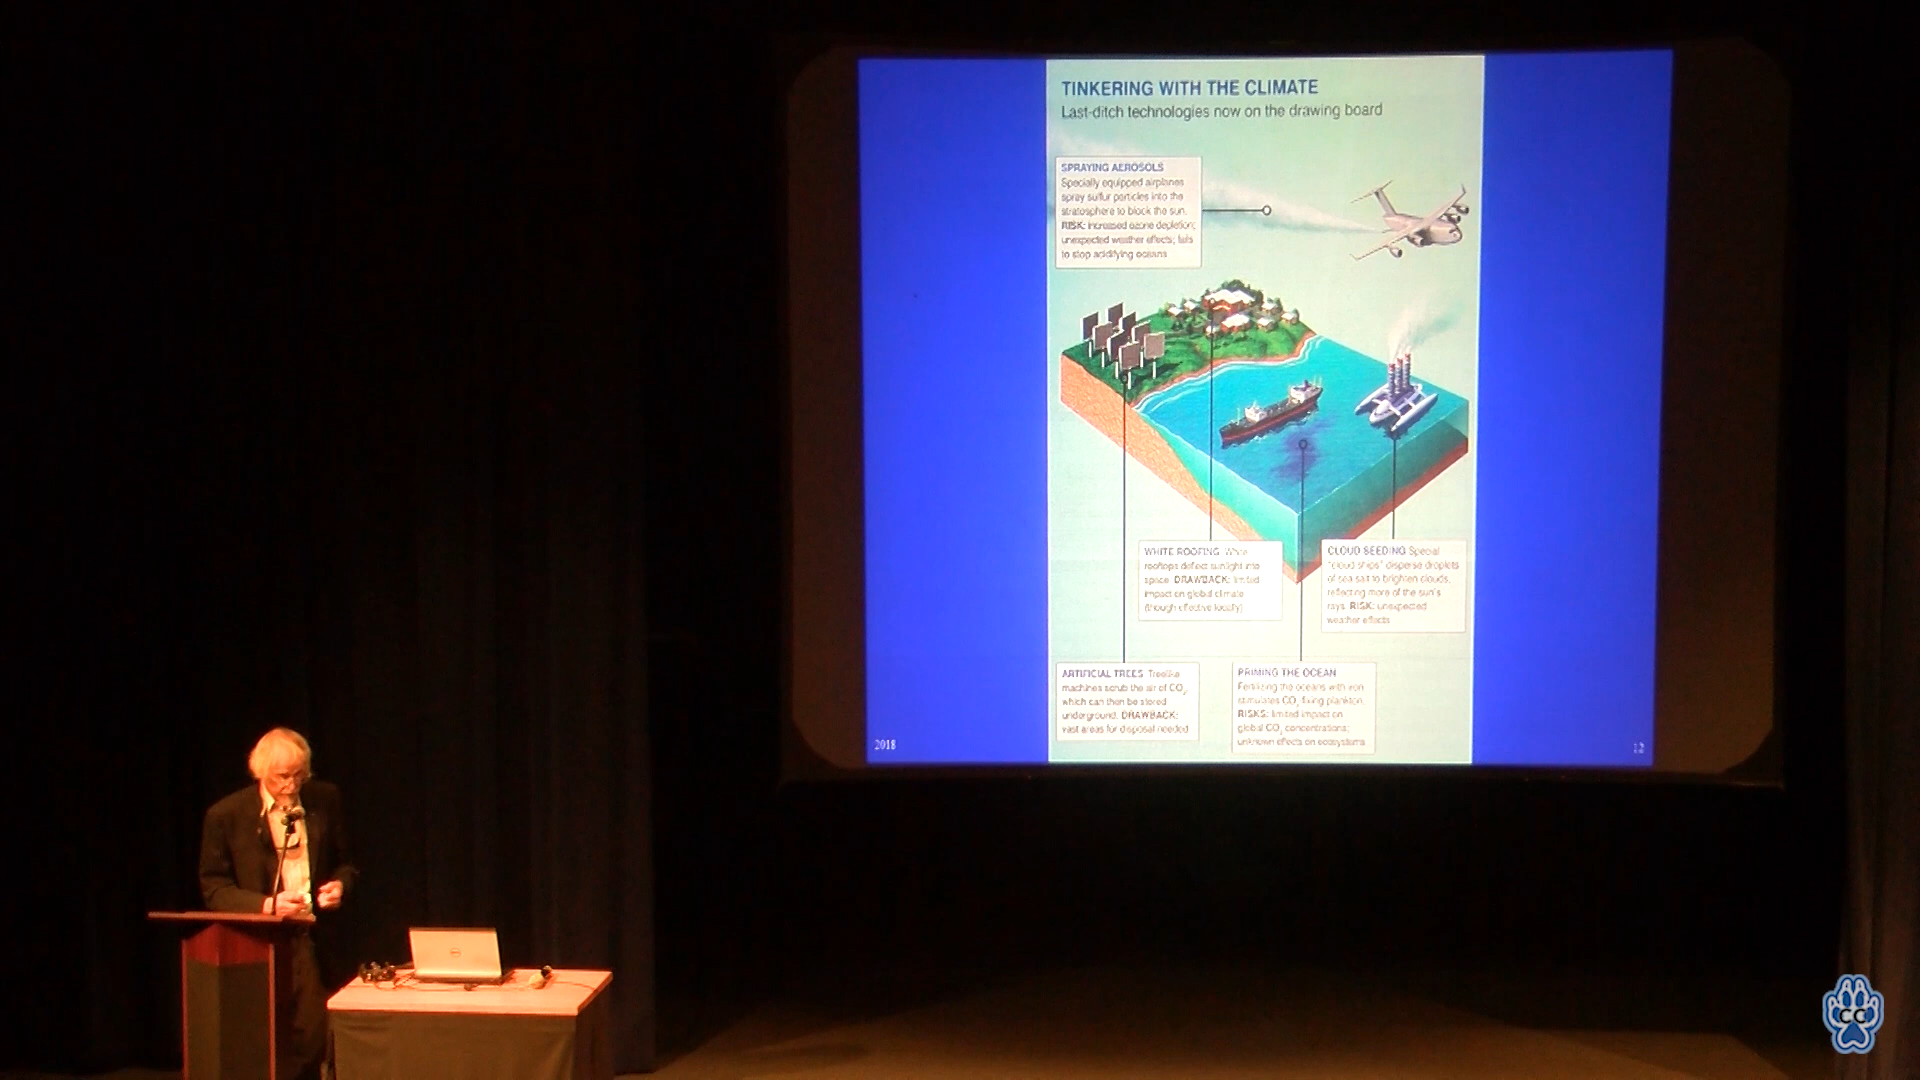 TINKERING WITH THE CLIMATE
Last-ditch technologies now on the drawing board
SPRAYING AEROSOLS
Specially equipped airplanes
spray sulfur particles into the
stratosphere to block the sun.
RISK: increased ozone depletion;
unexpected weather effects; fails
to stop acidifying oceans
WHITE ROOFING White
rooftops deflect sunlight into
space. DRAWBACK: limited
impact on global climate
(though effective locally)
CLOUD SEEDING Special
"cloud ships" disperse droplets
of sea salt to brighten clouds,
reflecting more of the sun's
rays. RISK: unexpected
weather effects
ARTIFICIAL TREES Treelike
machines scrub the air of CO₂,
which can then be stored
underground. DRAWBACK:
vast areas for disposal needed
PRIMING THE OCEAN
Fertilizing the oceans with iron
stimulates CO₂ fixing plankton.
RISKS: limited impact on
global CO₂ concentrations;
unknown effects on ecosystems
2018
12
DELL
CC